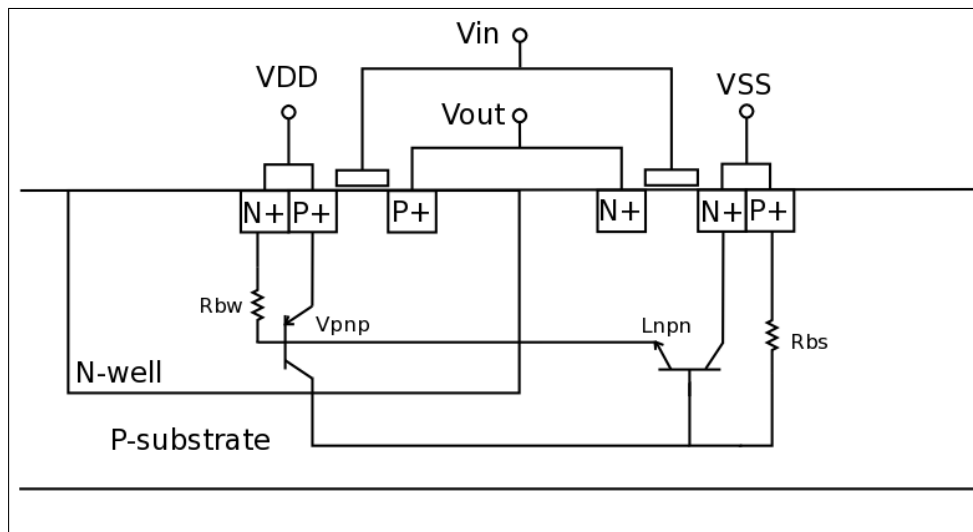 Vin
VDD
VSS
Vout
N+ P+ P+ N+ N+ P+
Rbw
Vpnp
Lnpn
Rbs
N-well
P-substrate